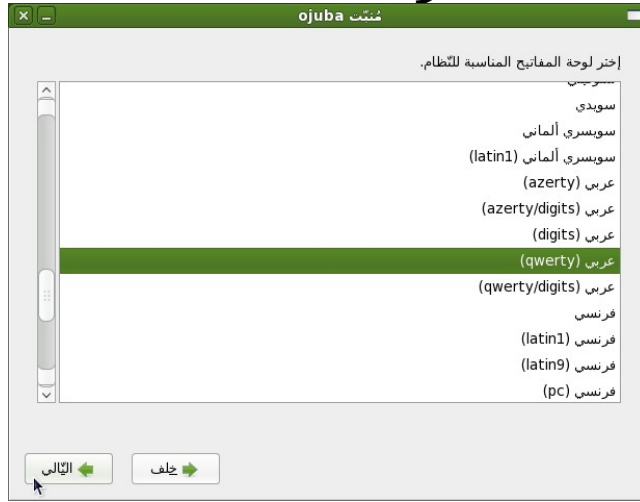 مُثبّت ojuba
إختر لوحة المفاتيح المناسبة للنّظام.
سويدي
سويسري ألماني
سويسري ألماني (latin1)
عربي (azerty)
عربي (azerty/digits)
عربي (digits)
عربي (qwerty)
عربي (qwerty/digits)
فرنسي
فرنسي (latin1)
فرنسي (latin9)
فرنسي (pc)
خلف
التّالي